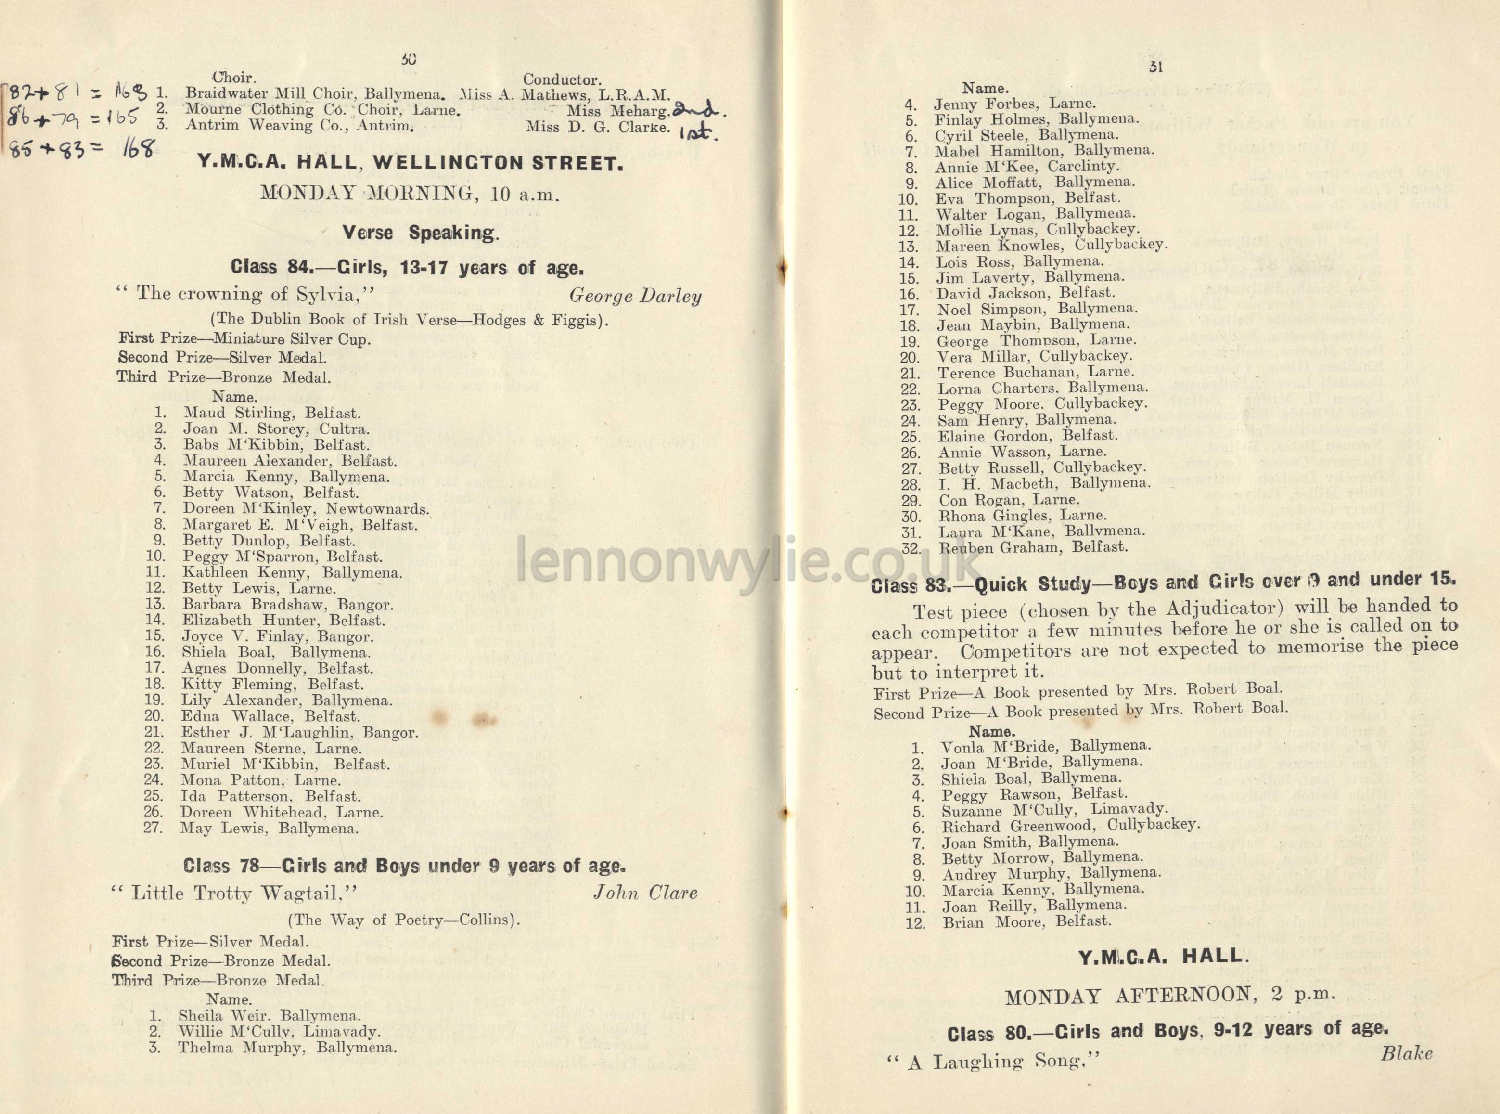 30
Choir. Conductor.
82+81 = 163 1. Braidwater Mill Choir, Ballymena. Miss A. Mathews, L.R.A.M.
86+79 = 165 2. Mourne Clothing Co. Choir, Larne. Miss Meharg. 2nd.
3. Antrim Weaving Co., Antrim. Miss D. G. Clarke. 1st.
85+83 = 168
Y.M.C.A. HALL, WELLINGTON STREET.
MONDAY MORNING, 10 a.m.
Verse Speaking.
Class 84.—Girls, 13-17 years of age.
“ The crowning of Sylvia,” George Darley
(The Dublin Book of Irish Verse—Hodges & Figgis).
First Prize—Miniature Silver Cup.
Second Prize—Silver Medal.
Third Prize—Bronze Medal.
Name.
1. Maud Stirling, Belfast.
2. Joan M. Storey, Cultra.
3. Babs M‘Kibbin, Belfast.
4. Maureen Alexander, Belfast.
5. Marcia Kenny, Ballymena.
6. Betty Watson, Belfast.
7. Doreen M‘Kinley, Newtownards.
8. Margaret E. M‘Veigh, Belfast.
9. Betty Dunlop, Belfast.
10. Peggy M‘Sparron, Belfast.
11. Kathleen Kenny, Ballymena.
12. Betty Lewis, Larne.
13. Barbara Bradshaw, Bangor.
14. Elizabeth Hunter, Belfast.
15. Joyce V. Finlay, Bangor.
16. Shiela Boal, Ballymena.
17. Agnes Donnelly, Belfast.
18. Kitty Fleming, Belfast.
19. Lily Alexander, Ballymena.
20. Edna Wallace, Belfast.
21. Esther J. M‘Laughlin, Bangor.
22. Maureen Sterne, Larne.
23. Muriel M‘Kibbin, Belfast.
24. Mona Patton, Larne.
25. Ida Patterson, Belfast.
26. Doreen Whitehead, Larne.
27. May Lewis, Ballymena.
Class 78—Girls and Boys under 9 years of age.
“ Little Trotty Wagtail,” John Clare
(The Way of Poetry—Collins).
First Prize—Silver Medal.
Second Prize—Bronze Medal.
Third Prize—Bronze Medal.
Name.
1. Sheila Weir. Ballymena.
2. Willie M‘Cully, Limavady.
3. Thelma Murphy, Ballymena.
31
Name.
4. Jenny Forbes, Larne.
5. Finlay Holmes, Ballymena.
6. Cyril Steele, Ballymena.
7. Mabel Hamilton, Ballymena.
8. Annie M‘Kee, Carclinty.
9. Alice Moffatt, Ballymena.
10. Eva Thompson, Belfast.
11. Walter Logan, Ballymena.
12. Mollie Lynas, Cullybackey.
13. Mareen Knowles, Cullybackey.
14. Lois Ross, Ballymena.
15. Jim Laverty, Ballymena.
16. David Jackson, Belfast.
17. Noel Simpson, Ballymena.
18. Jean Maybin, Ballymena.
19. George Thompson, Larne.
20. Vera Millar, Cullybackey.
21. Terence Buchanan, Larne.
22. Lorna Charters, Ballymena.
23. Peggy Moore, Cullybackey.
24. Sam Henry, Ballymena.
25. Elaine Gordon, Belfast.
26. Annie Wasson, Larne.
27. Betty Russell, Cullybackey.
28. I. H. Macbeth, Ballymena.
29. Con Rogan, Larne.
30. Rhona Gingles, Larne.
31. Laura M‘Kane, Ballymena.
32. Reuben Graham, Belfast.
lennonwylie.co.uk
Class 83.—Quick Study—Boys and Girls over 9 and under 15.
Test piece (chosen by the Adjudicator) will be handed to
each competitor a few minutes before he or she is called on to
appear. Competitors are not expected to memorise the piece
but to interpret it.
First Prize—A Book presented by Mrs. Robert Boal.
Second Prize—A Book presented by Mrs. Robert Boal.
Name.
1. Vonla M‘Bride, Ballymena.
2. Joan M‘Bride, Ballymena.
3. Shiela Boal, Ballymena.
4. Peggy Rawson, Belfast.
5. Suzanne M‘Cully, Limavady.
6. Richard Greenwood, Cullybackey.
7. Joan Smith, Ballymena.
8. Betty Morrow, Ballymena.
9. Audrey Murphy, Ballymena.
10. Marcia Kenny, Ballymena.
11. Joan Reilly, Ballymena.
12. Brian Moore, Belfast.
Y.M.C.A. HALL.
MONDAY AFTERNOON, 2 p.m.
Class 80.—Girls and Boys, 9-12 years of age.
“ A Laughing Song,” Blake